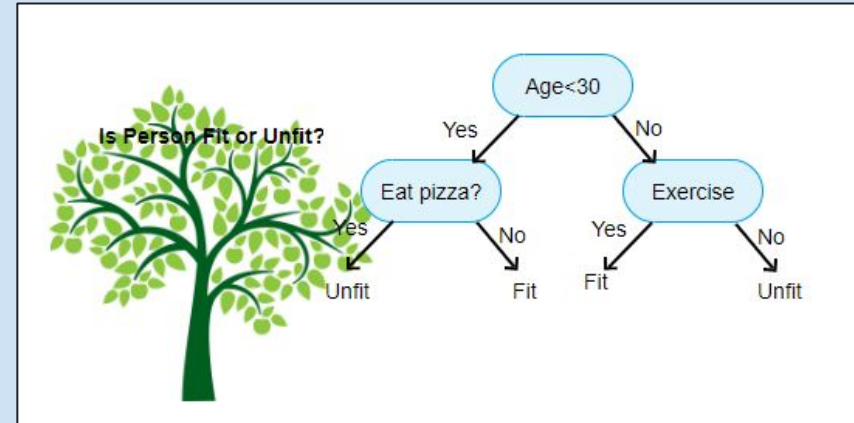 Age<30
Is Person Fit or Unfit?
Yes
No
Eat pizza?
Exercise
Yes
No
Yes
No
Unfit
Fit
Fit
Unfit